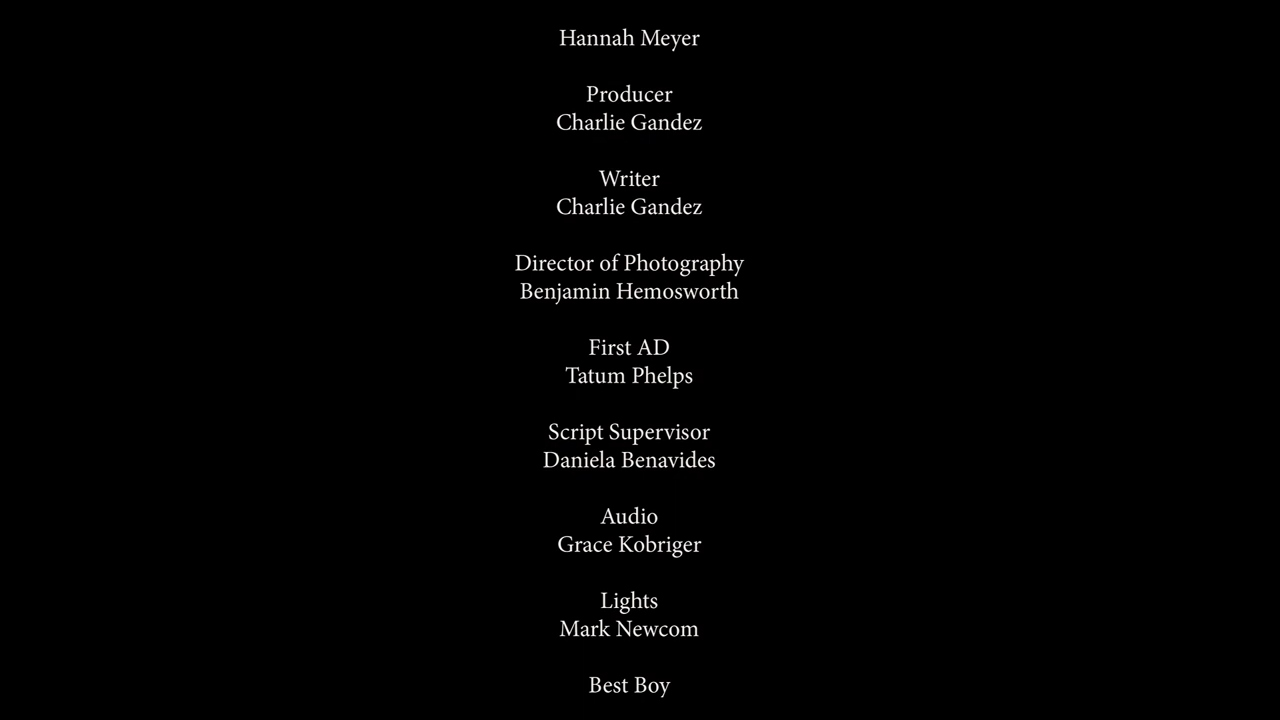 Hannah Meyer
Producer
Charlie Gandez
Writer
Charlie Gandez
Director of Photography
Benjamin Hemosworth
First AD
Tatum Phelps
Script Supervisor
Daniela Benavides
Audio
Grace Kobriger
Lights
Mark Newcom
Best Boy